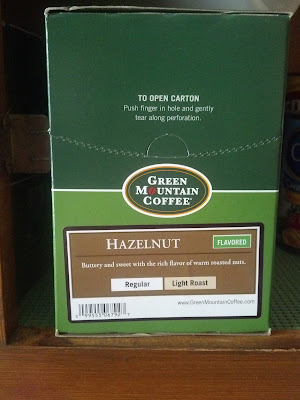 TO OPEN CARTON
Push finger in hole and gently
tear along perforation.
GREEN
MOUNTAIN
COFFEE
HAZELNUT
FLAVORED
Buttery and sweet with the rich flavor of warm roasted nuts.
Regular Light Roast
www.GreenMountainCoffee.com